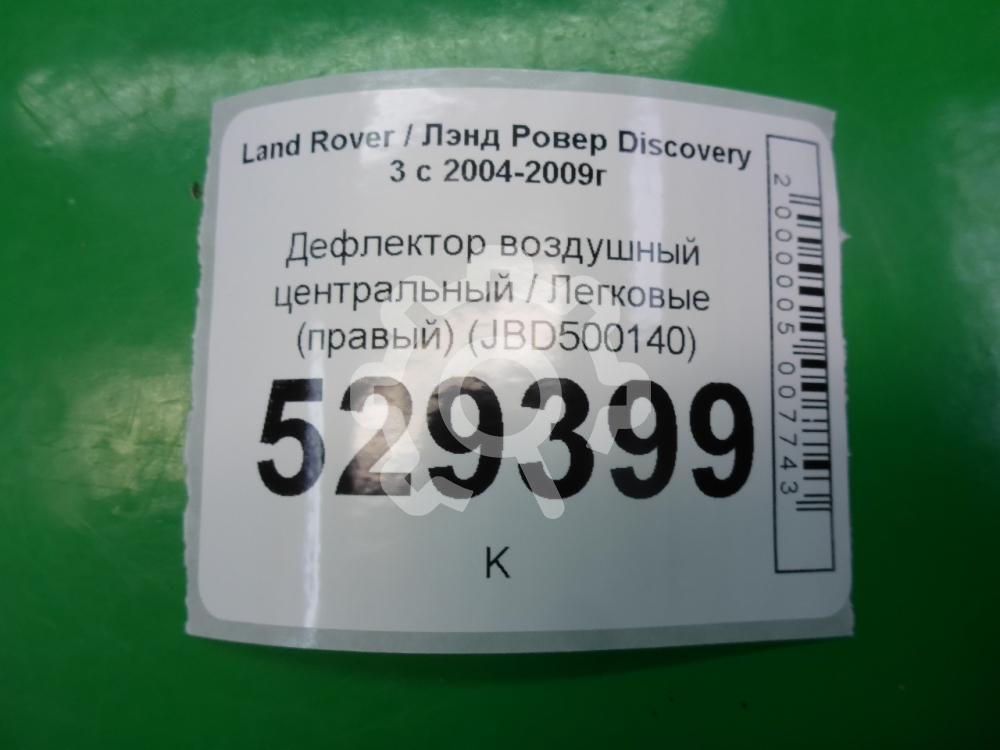 Land Rover / Лэнд Ровер Discovery
3 с 2004-2009г
Дефлектор воздушный
центральный / Легковые
(правый) (JBD500140)
529399
К
2000005007743